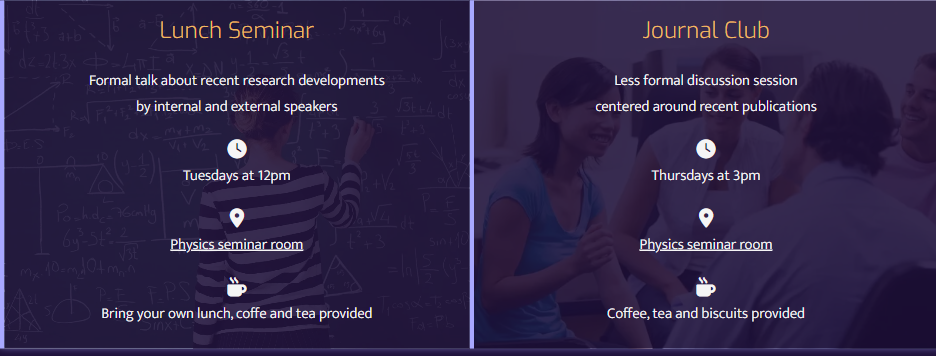 Lunch Seminar
Formal talk about recent research developments
by internal and external speakers
Tuesdays at 12pm
Physics seminar room
Bring your own lunch, coffe and tea provided
Journal Club
Less formal discussion session
centered around recent publications
Thursdays at 3pm
Physics seminar room
Coffee, tea and biscuits provided